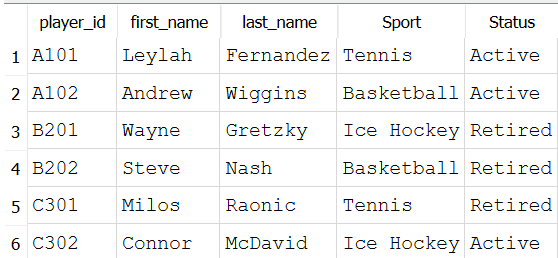 player_id first_name last_name Sport Status
1 A101 Leylah Fernandez Tennis Active
2 A102 Andrew Wiggins Basketball Active
3 B201 Wayne Gretzky Ice Hockey Retired
4 B202 Steve Nash Basketball Retired
5 C301 Milos Raonic Tennis Retired
6 C302 Connor McDavid Ice Hockey Active